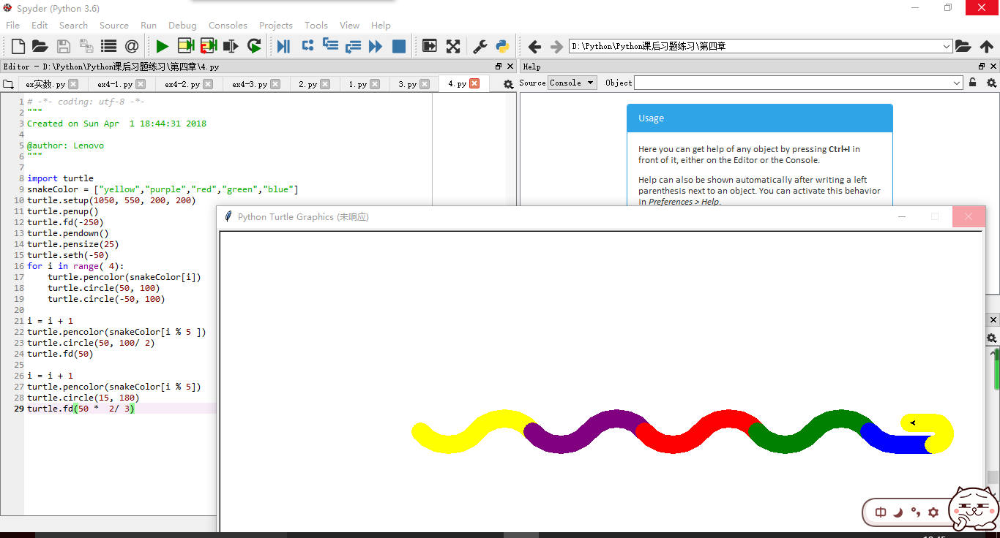 Spyder (Python 3.6)
File Edit Search Source Run Debug Consoles Projects Tools View Help
D:\Python\Python课后习题练习\第四章
Editor - D:\Python\Python课后习题练习\第四章\4.py
Help
ex实数.py ex4-1.py ex4-2.py ex4-3.py 2.py 1.py 3.py 4.py
Source Console Object
1 # -*- coding: utf-8 -*-
2 """
3 Created on Sun Apr  1 18:44:31 2018
4
5 @author: Lenovo
6 """
7
8 import turtle
9 snakeColor = ["yellow","purple","red","green","blue"]
10 turtle.setup(1050, 550, 200, 200)
11 turtle.penup()
12 turtle.fd(-250)
13 turtle.pendown()
14 turtle.pensize(25)
15 turtle.seth(-50)
16 for i in range( 4):
17     turtle.pencolor(snakeColor[i])
18     turtle.circle(50, 100)
19     turtle.circle(-50, 100)
20
21 i = i + 1
22 turtle.pencolor(snakeColor[i % 5 ])
23 turtle.circle(50, 100/ 2)
24 turtle.fd(50)
25
26 i = i + 1
27 turtle.pencolor(snakeColor[i % 5])
28 turtle.circle(15, 180)
29 turtle.fd(50 *  2/ 3)
Usage
Here you can get help of any object by pressing Ctrl+I in
front of it, either on the Editor or the Console.
Help can also be shown automatically after writing a left
parenthesis next to an object. You can activate this behavior
in Preferences > Help.
Python Turtle Graphics (未响应)
中